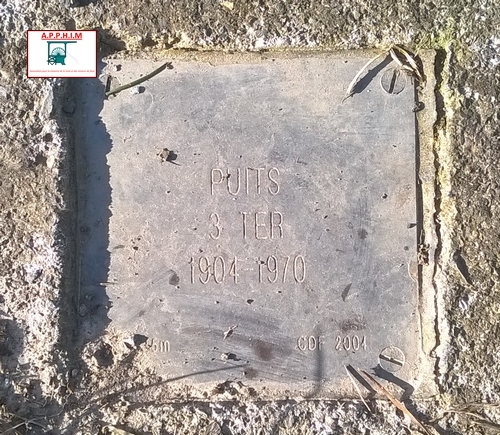 A.P.P.H.I.M
PUITS
3 TER
1904-1970
CDF 2004